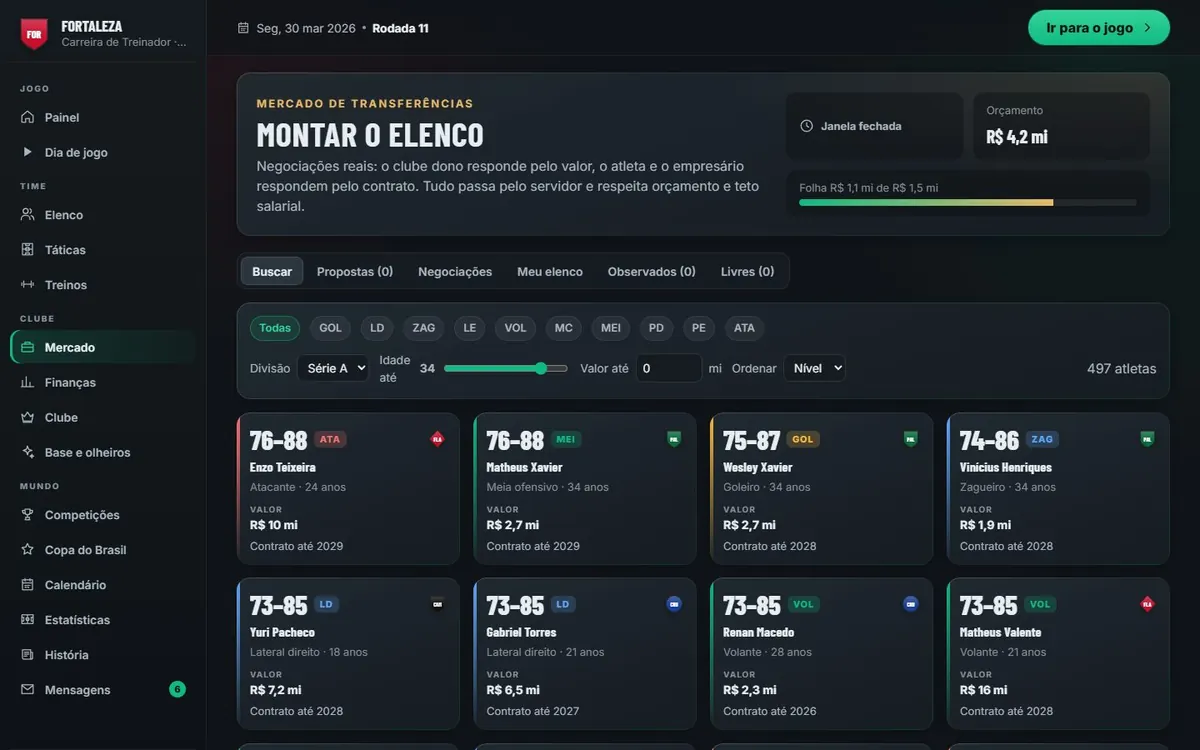 FOR
FORTALEZA
Carreira de Treinador ·...
JOGO
Painel
Dia de jogo
TIME
Elenco
Táticas
Treinos
CLUBE
Mercado
Finanças
Clube
Base e olheiros
MUNDO
Competições
Copa do Brasil
Calendário
Estatísticas
História
Mensagens 6
Seg, 30 mar 2026 • Rodada 11
Ir para o jogo
MERCADO DE TRANSFERÊNCIAS
MONTAR O ELENCO
Negociações reais: o clube dono responde pelo valor, o atleta e o empresário
respondem pelo contrato. Tudo passa pelo servidor e respeita orçamento e teto
salarial.
Janela fechada
Orçamento
R$ 4,2 mi
Folha R$ 1,1 mi de R$ 1,5 mi
Buscar Propostas (0) Negociações Meu elenco Observados (0) Livres (0)
Todas GOL LD ZAG LE VOL MC MEI PD PE ATA
Divisão Série A Idade até 34 Valor até 0 mi Ordenar Nível 497 atletas
76–88 ATA FLA
Enzo Teixeira
Atacante · 24 anos
VALOR
R$ 10 mi
Contrato até 2029
76–88 MEI PAL
Matheus Xavier
Meia ofensivo · 34 anos
VALOR
R$ 2,7 mi
Contrato até 2029
75–87 GOL PAL
Wesley Xavier
Goleiro · 34 anos
VALOR
R$ 2,7 mi
Contrato até 2028
74–86 ZAG PAL
Vinícius Henriques
Zagueiro · 34 anos
VALOR
R$ 1,9 mi
Contrato até 2028
73–85 LD
Yuri Pacheco
Lateral direito · 18 anos
VALOR
R$ 7,2 mi
Contrato até 2028
73–85 LD
Gabriel Torres
Lateral direito · 21 anos
VALOR
R$ 6,5 mi
Contrato até 2027
73–85 VOL
Renan Macedo
Volante · 28 anos
VALOR
R$ 2,3 mi
Contrato até 2026
73–85 VOL FLA
Matheus Valente
Volante · 21 anos
VALOR
R$ 16 mi
Contrato até 2028